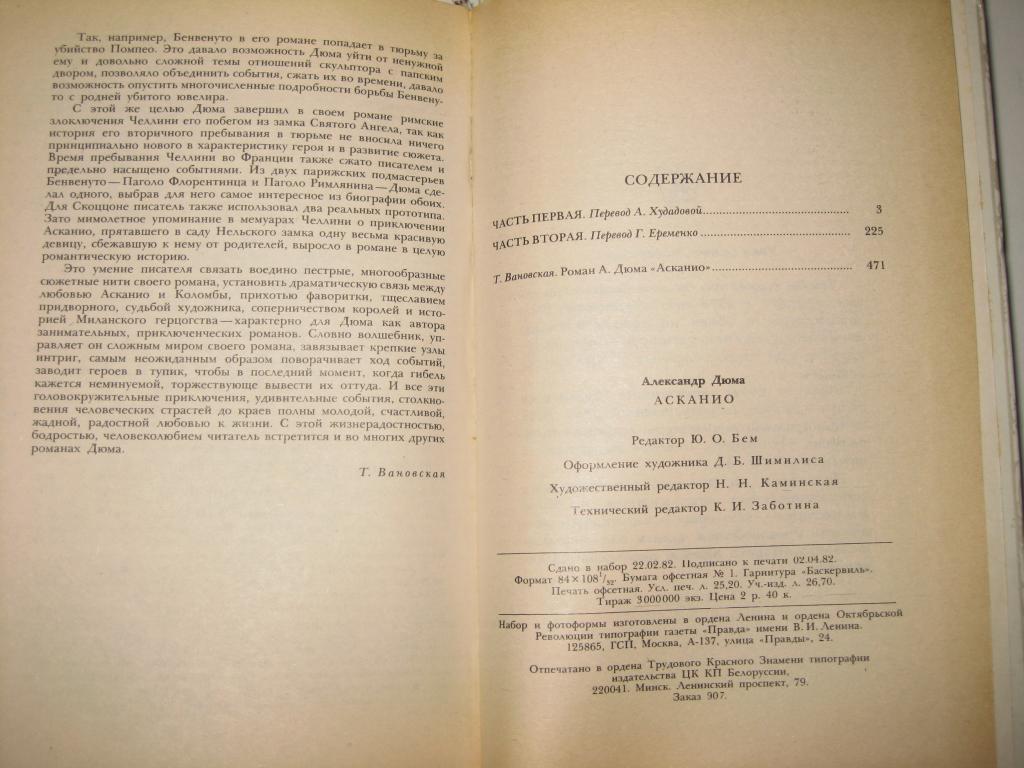 Так, например, Бенвенуто в его романе попадает в тюрьму за
убийство Помпео. Это давало возможность Дюма уйти от ненужной
ему и довольно сложной темы отношений скульптора с папским
двором, позволяло объединить события, сжать их во времени, давало
возможность опустить многочисленные подробности борьбы Бенвену-
то с родней убитого ювелира.
С этой же целью Дюма завершил в своем романе римские
злоключения Челлини его побегом из замка Святого Ангела, так как
история его вторичного пребывания в тюрьме не вносила ничего
принципиально нового в характеристику героя и в развитие сюжета.
Время пребывания Челлини во Франции также сжато писателем и
предельно насыщено событиями. Из двух парижских подмастерьев
Бенвенуто—Паголо Флорентинца и Паголо Римлянина—Дюма сде-
лал одного, выбрав для него самое интересное из биографии обоих.
Для Скоццоне писатель также использовал два реальных прототипа.
Зато мимолетное упоминание в мемуарах Челлини о приключении
Асканио, прятавшего в саду Нельского замка одну весьма красивую
девицу, сбежавшую к нему от родителей, выросло в романе в целую
романтическую историю.
Это умение писателя связать воедино пестрые, многообразные
сюжетные нити своего романа, установить драматическую связь между
любовью Асканио и Коломбы, прихотью фаворитки, тщеславием
придворного, судьбой художника, соперничеством королей и исто-
рией Миланского герцогства—характерно для Дюма как автора
занимательных, приключенческих романов. Словно волшебник, уп-
равляет он сложным миром своего романа, завязывает крепкие узлы
интриг, самым неожиданным образом поворачивает ход событий,
заводит героев в тупик, чтобы в последний момент, когда гибель
кажется неминуемой, торжествующе вывести их оттуда. И все эти
головокружительные приключения, удивительные события, столкно-
вения человеческих страстей до краев полны молодой, счастливой,
жадной, радостной любовью к жизни. С этой жизнерадостностью,
бодростью, человеколюбием читатель встретится и во многих других
романах Дюма.
Т. Вановская
СОДЕРЖАНИЕ
ЧАСТЬ ПЕРВАЯ. Перевод А. Худадовой 3
ЧАСТЬ ВТОРАЯ. Перевод Г. Еременко 225
Т. Вановская. Роман А. Дюма «Асканио» 471
Александр Дюма
АСКАНИО
Редактор Ю. О. Бем
Оформление художника Д. Б. Шимилиса
Художественный редактор Н. Н. Каминская
Технический редактор К. И. Заботина
Сдано в набор 22.02.82. Подписано к печати 02.04.82.
Формат 84×108¹/₃₂. Бумага офсетная № 1. Гарнитура «Баскервиль».
Печать офсетная. Усл. печ. л. 25,20. Уч.-изд. л. 26,70.
Тираж 3 000 000 экз. Цена 2 р. 40 к.
Набор и фотоформы изготовлены в ордена Ленина и ордена Октябрьской
Революции типографии газеты «Правда» имени В. И. Ленина.
125865, ГСП, Москва, А-137, улица «Правды», 24.
Отпечатано в ордена Трудового Красного Знамени типографии
издательства ЦК КП Белоруссии,
220041. Минск. Ленинский проспект, 79.
Заказ 907.